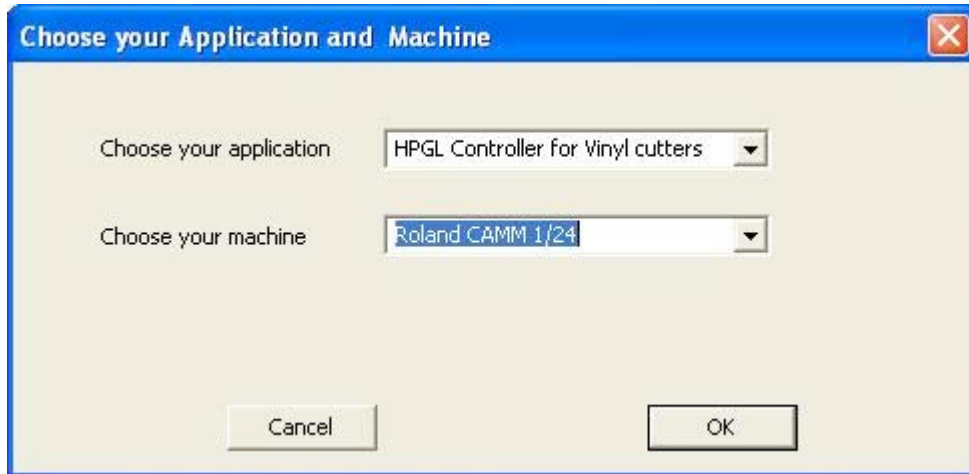 Choose your Application and Machine
Choose your application
HPGL Controller for Vinyl cutters
Choose your machine
Roland CAMM 1/24
Cancel
OK